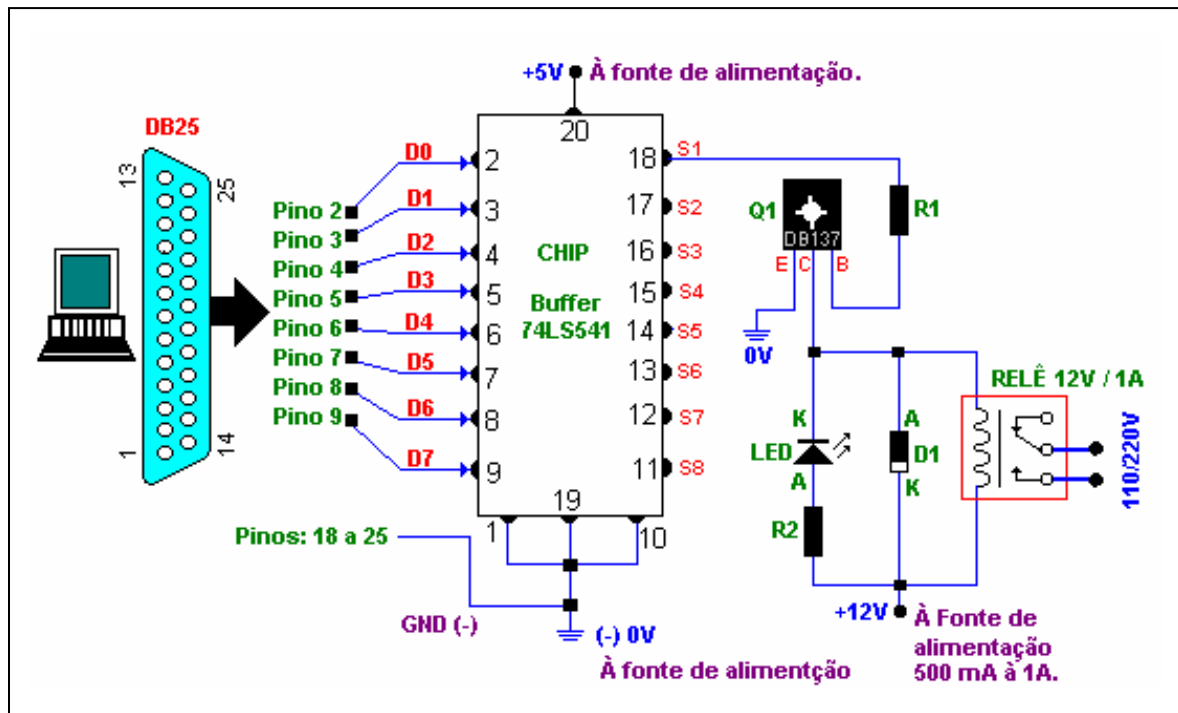 +5V
À fonte de alimentação.
DB25
13
25
1
14
Pino 2
Pino 3
Pino 4
Pino 5
Pino 6
Pino 7
Pino 8
Pino 9
D0
D1
D2
D3
D4
D5
D6
D7
20
2
3
4
5
6
7
8
9
CHIP
Buffer
74LS541
18
17
16
15
14
13
12
11
S1
S2
S3
S4
S5
S6
S7
S8
1
19
10
Pinos: 18 a 25
GND (-)
(-) 0V
À fonte de alimentção
Q1
DB137
E C B
R1
0V
K
LED
A
R2
A
D1
K
RELÊ 12V / 1A
110/220V
+12V
À Fonte de
alimentação
500 mA à 1A.